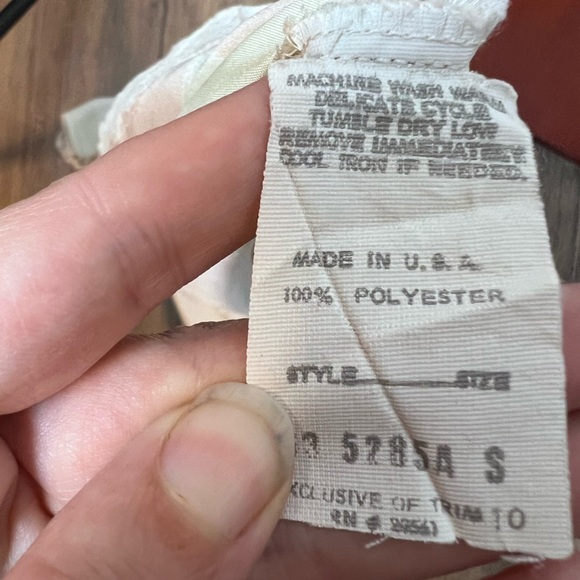 MACHINE WASH WARM
DELICATE CYCLE
TUMBLE DRY LOW
REMOVE IMMEDIATELY
COOL IRON IF NEEDED.
MADE IN U.S.A.
100% POLYESTER
STYLE SIZE
5285A S
EXCLUSIVE OF TRIM 10
RN #